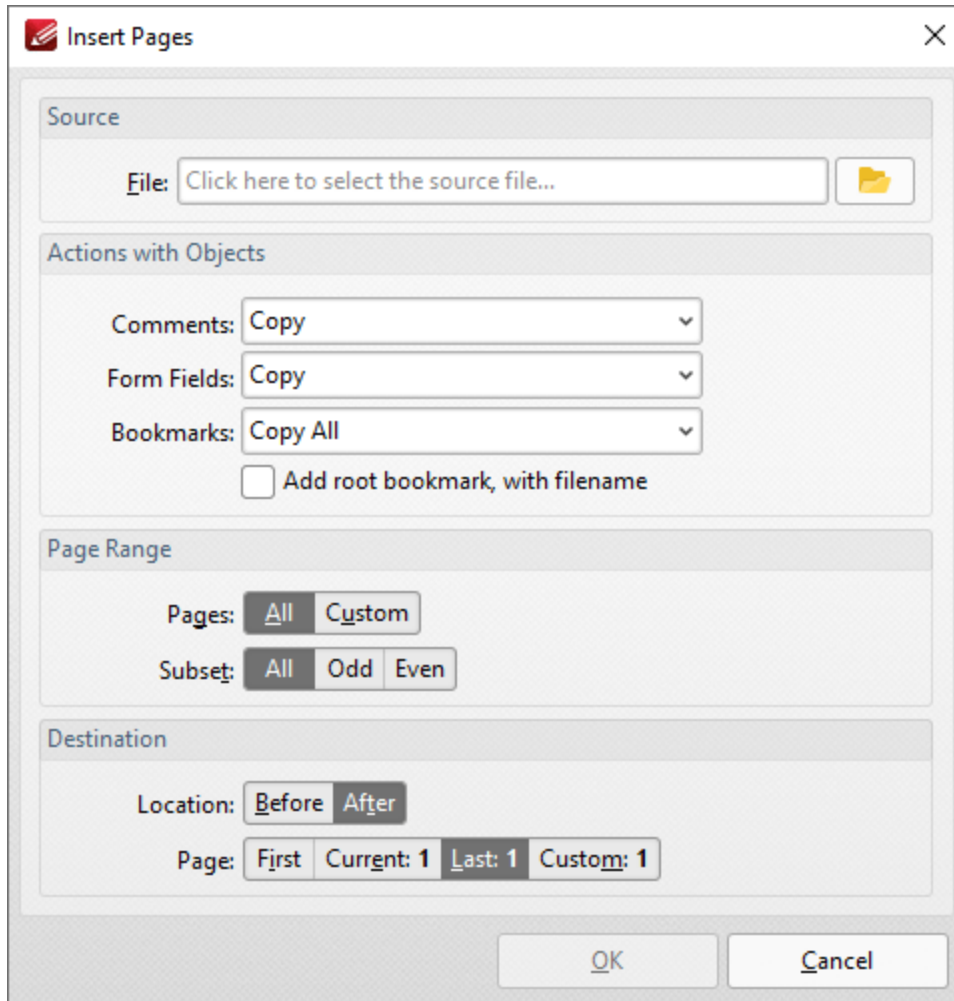 Insert Pages
Source
File: Click here to select the source file...
Actions with Objects
Comments: Copy
Form Fields: Copy
Bookmarks: Copy All
Add root bookmark, with filename
Page Range
Pages: All Custom
Subset: All Odd Even
Destination
Location: Before After
Page: First Current: 1 Last: 1 Custom: 1
OK Cancel